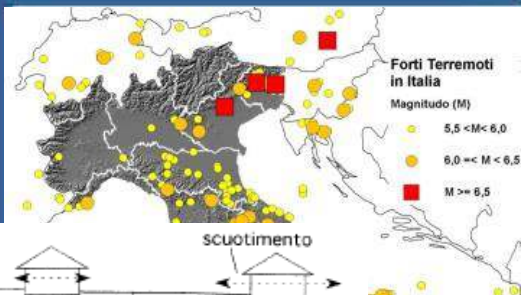 Forti Terremoti
in Italia
Magnitudo (M)
5,5 <M< 6,0
6,0 =< M < 6,5
M >= 6,5
scuotimento